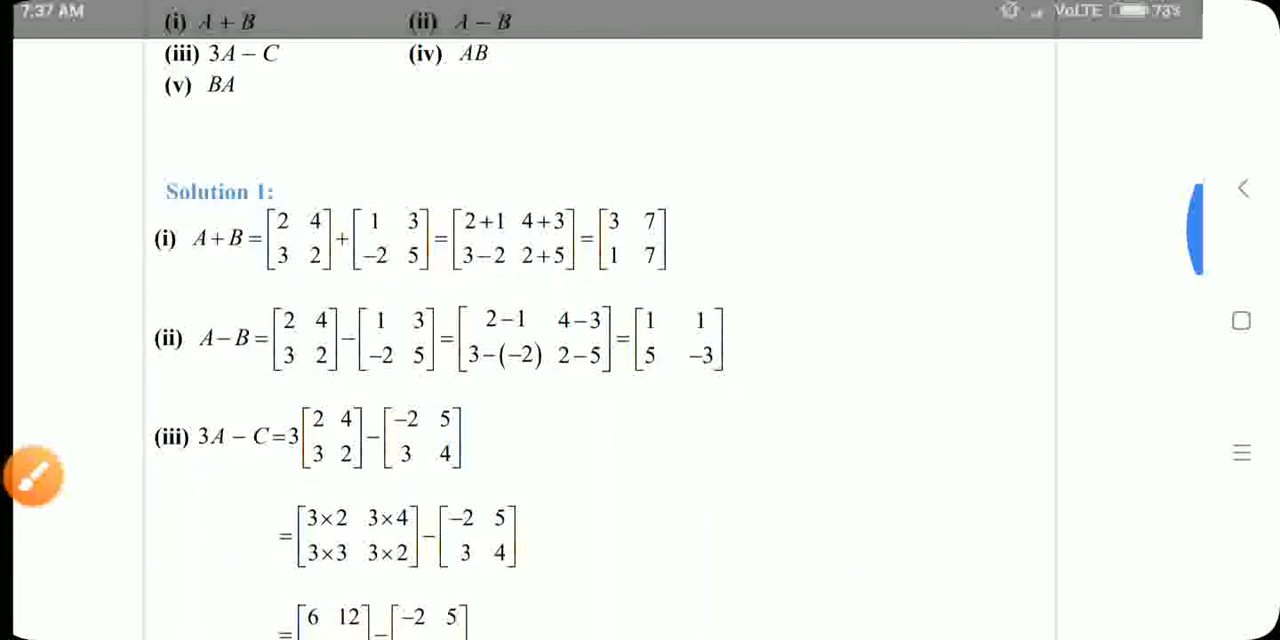 7:37 AM VoLTE 73%
(i) A + B (ii) A − B
(iii) 3A − C (iv) AB
(v) BA
Solution 1:
(i) A+B = [2 4; 3 2] + [1 3; −2 5] = [2+1 4+3; 3−2 2+5] = [3 7; 1 7]
(ii) A−B = [2 4; 3 2] − [1 3; −2 5] = [2−1 4−3; 3−(−2) 2−5] = [1 1; 5 −3]
(iii) 3A − C = 3[2 4; 3 2] − [−2 5; 3 4]
= [3×2 3×4; 3×3 3×2] − [−2 5; 3 4]
= [6 12] − [−2 5]